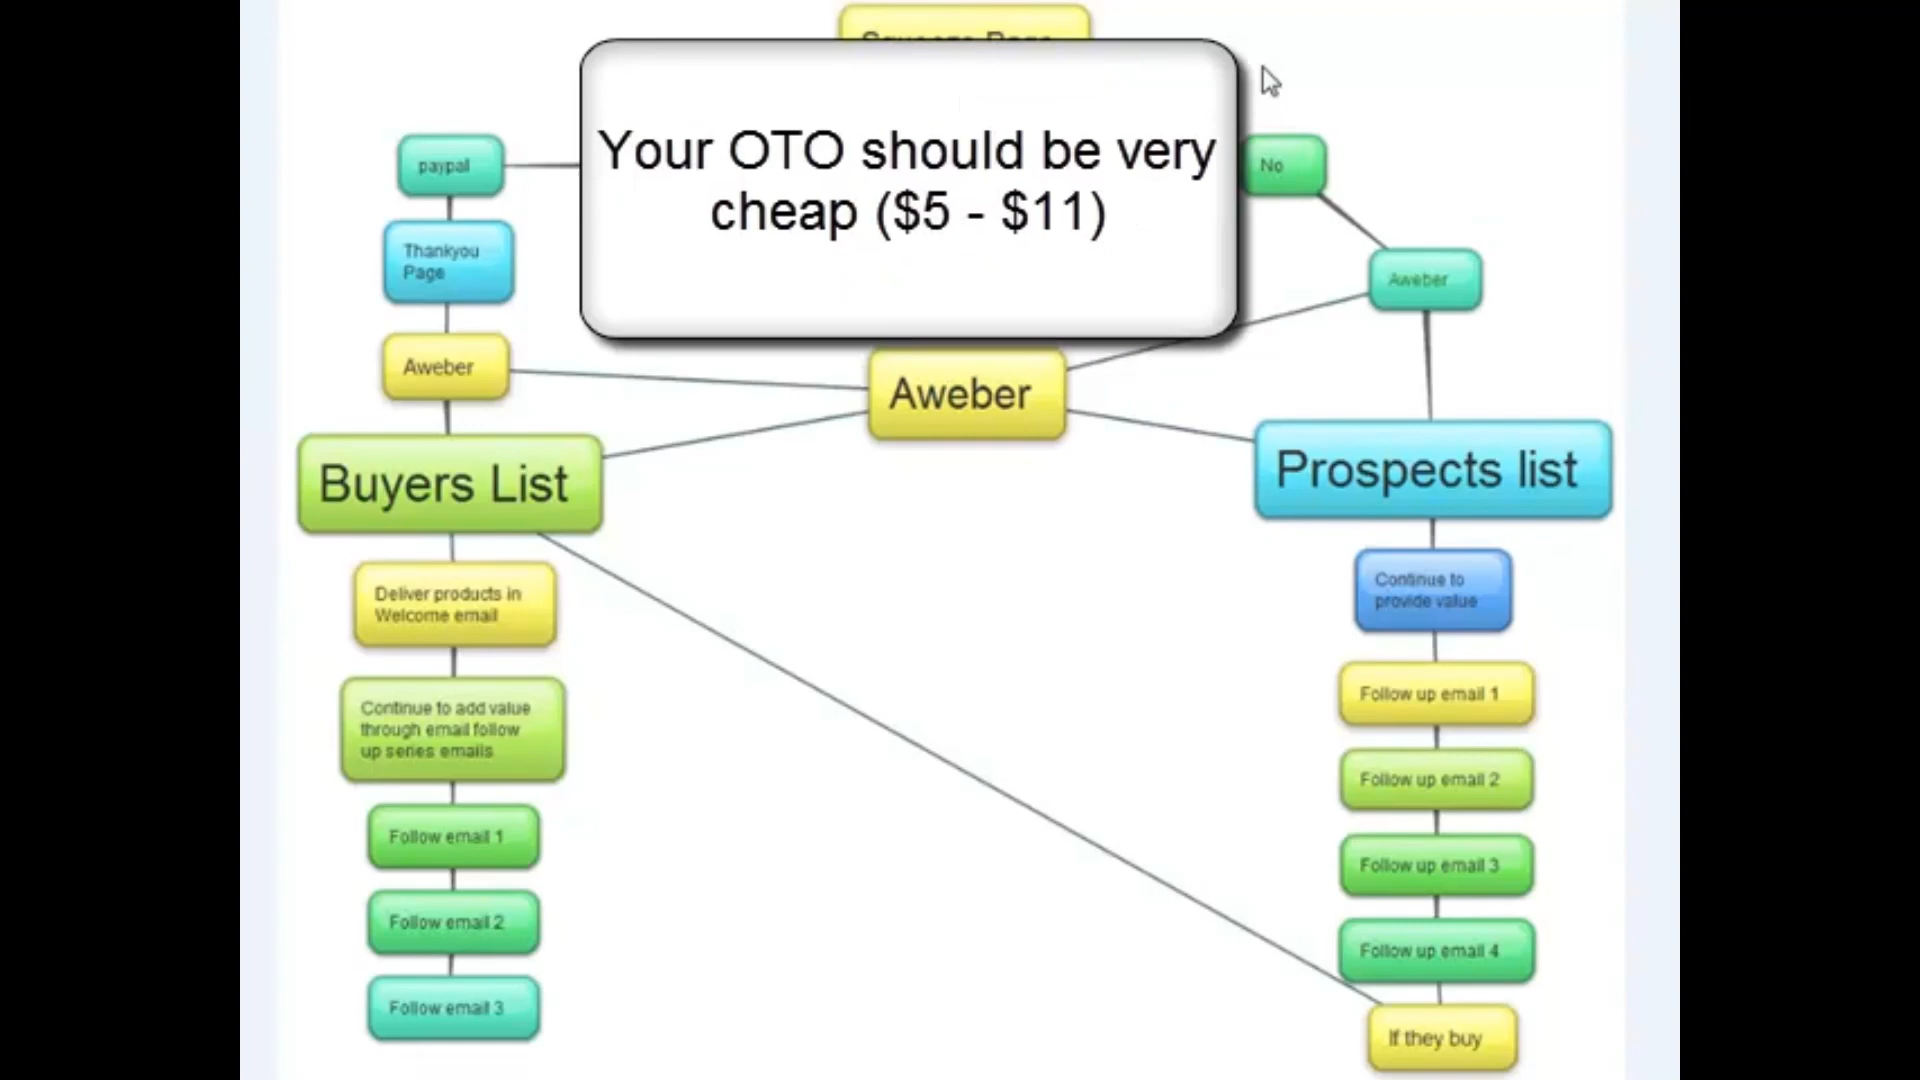 Squeeze Page
Your OTO should be very
cheap ($5 - $11)
paypal
No
Thankyou
Page
Aweber
Aweber
Aweber
Buyers List
Prospects list
Deliver products in
Welcome email
Continue to
provide value
Continue to add value
through email follow
up series emails
Follow up email 1
Follow up email 2
Follow email 1
Follow up email 3
Follow email 2
Follow up email 4
Follow email 3
If they buy